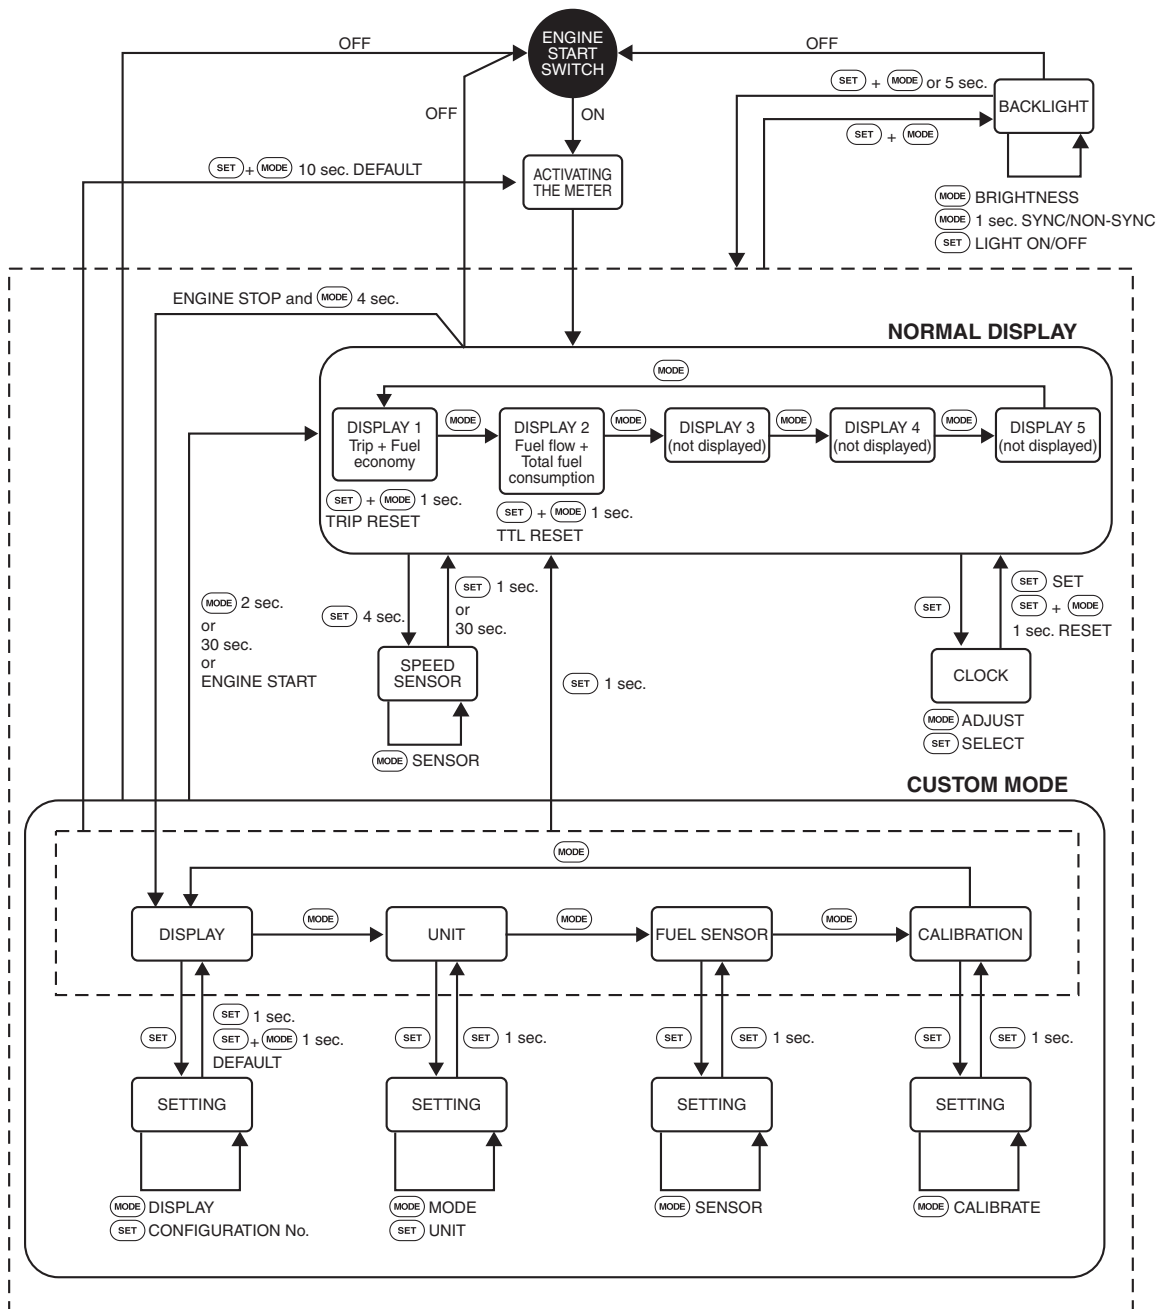 ENGINE
START
SWITCH
OFF
OFF
OFF
ON
SET + MODE or 5 sec.
BACKLIGHT
SET + MODE
SET + MODE 10 sec. DEFAULT
ACTIVATING
THE METER
MODE BRIGHTNESS
MODE 1 sec. SYNC/NON-SYNC
SET LIGHT ON/OFF
ENGINE STOP and MODE 4 sec.
NORMAL DISPLAY
MODE
DISPLAY 1
Trip + Fuel
economy
MODE
DISPLAY 2
Fuel flow +
Total fuel
consumption
MODE
DISPLAY 3
(not displayed)
MODE
DISPLAY 4
(not displayed)
MODE
DISPLAY 5
(not displayed)
SET + MODE 1 sec.
TRIP RESET
SET + MODE 1 sec.
TTL RESET
MODE 2 sec.
or
30 sec.
or
ENGINE START
SET 4 sec.
SET 1 sec.
or
30 sec.
SPEED
SENSOR
MODE SENSOR
SET 1 sec.
SET
SET SET
SET + MODE
1 sec. RESET
CLOCK
MODE ADJUST
SET SELECT
CUSTOM MODE
MODE
DISPLAY
MODE
UNIT
MODE
FUEL SENSOR
MODE
CALIBRATION
SET
SET 1 sec.
SET + MODE 1 sec.
DEFAULT
SET
SET 1 sec.
SET
SET 1 sec.
SET
SET 1 sec.
SETTING
SETTING
SETTING
SETTING
MODE DISPLAY
SET CONFIGURATION No.
MODE MODE
SET UNIT
MODE SENSOR
MODE CALIBRATE